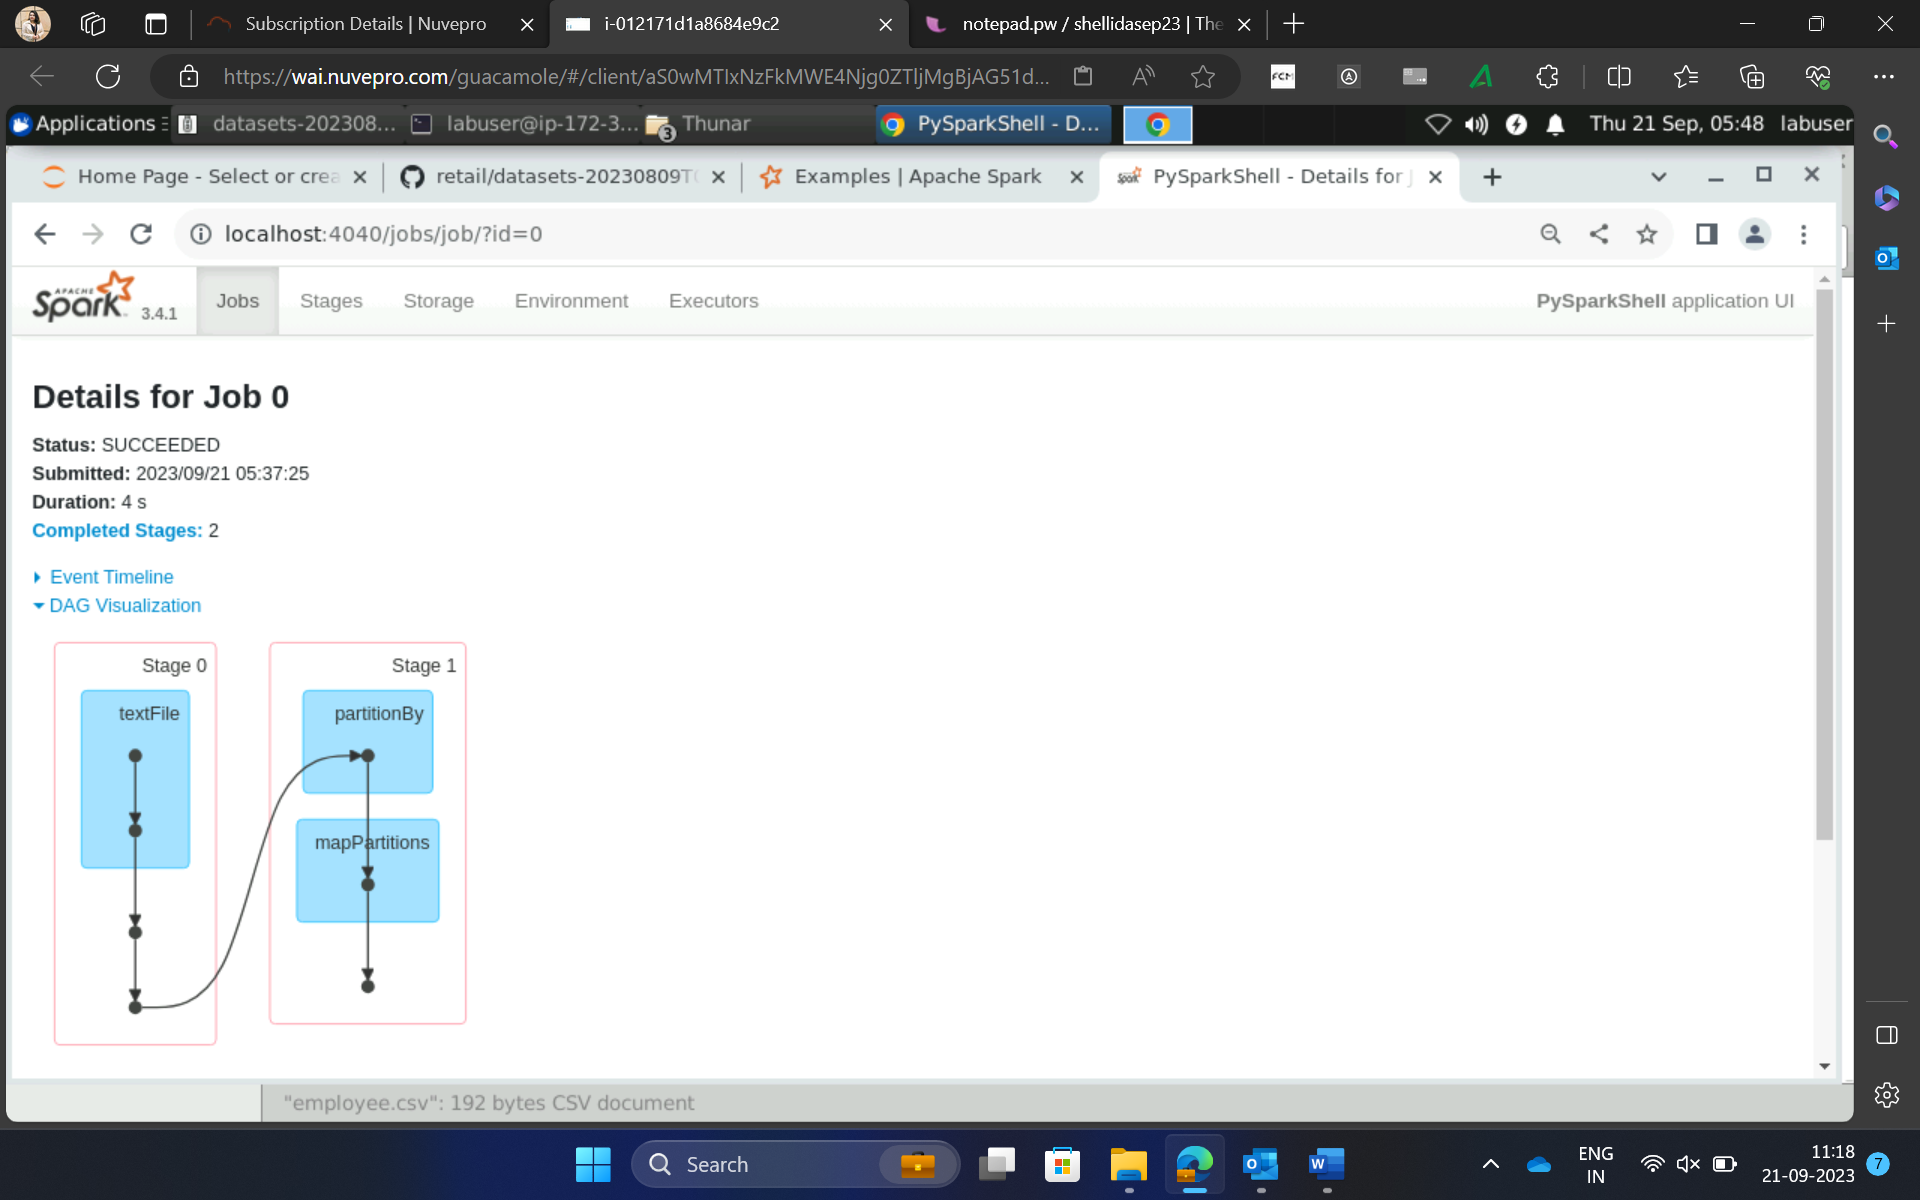 Subscription Details | Nuvepro
i-012171d1a8684e9c2
notepad.pw / shellidasep23 | The
https://wai.nuvepro.com/guacamole/#/client/aS0wMTIxNzFkMWE4Njg0ZTljMgBjAG51d...
Applications
datasets-202308...
labuser@ip-172-3...
3
Thunar
PySparkShell - D...
Thu 21 Sep, 05:48
labuser
Home Page - Select or crea
retail/datasets-20230809T
Examples | Apache Spark
PySparkShell - Details for J
localhost:4040/jobs/job/?id=0
APACHE
Spark 3.4.1
Jobs
Stages
Storage
Environment
Executors
PySparkShell application UI
Details for Job 0
Status: SUCCEEDED
Submitted: 2023/09/21 05:37:25
Duration: 4 s
Completed Stages: 2
Event Timeline
DAG Visualization
Stage 0
textFile
Stage 1
partitionBy
mapPartitions
"employee.csv": 192 bytes CSV document
Search
ENG
IN
11:18
21-09-2023
7